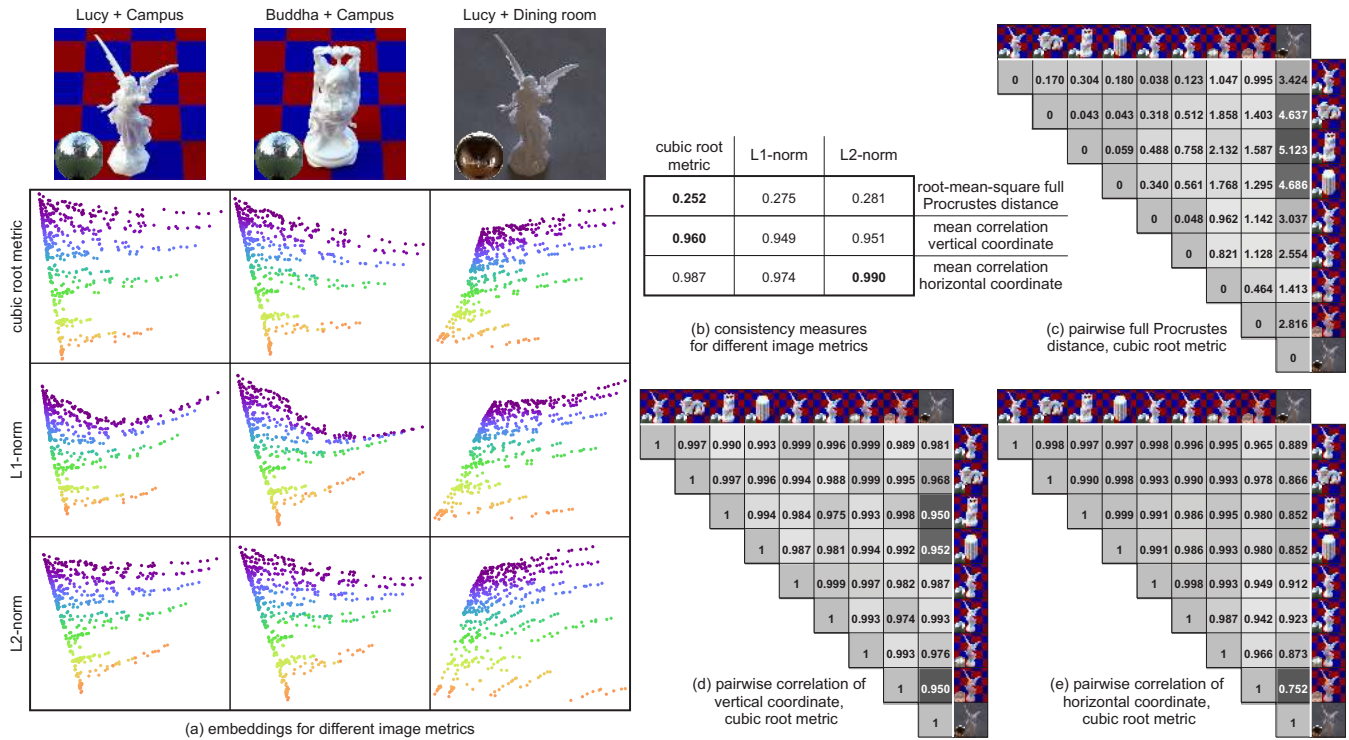 Lucy + Campus
Buddha + Campus
Lucy + Dining room
cubic root metric
L1-norm
L2-norm
(a) embeddings for different image metrics
cubic root metric L1-norm L2-norm
0.252 0.275 0.281 root-mean-square full Procrustes distance
0.960 0.949 0.951 mean correlation vertical coordinate
0.987 0.974 0.990 mean correlation horizontal coordinate
(b) consistency measures
for different image metrics
0 0.170 0.304 0.180 0.038 0.123 1.047 0.995 3.424
0 0.043 0.043 0.318 0.512 1.858 1.403 4.637
0 0.059 0.488 0.758 2.132 1.587 5.123
0 0.340 0.561 1.768 1.295 4.686
0 0.048 0.962 1.142 3.037
0 0.821 1.128 2.554
0 0.464 1.413
0 2.816
0
(c) pairwise full Procrustes
distance, cubic root metric
1 0.997 0.990 0.993 0.999 0.996 0.999 0.989 0.981
1 0.997 0.996 0.994 0.988 0.999 0.995 0.968
1 0.994 0.984 0.975 0.993 0.998 0.950
1 0.987 0.981 0.994 0.992 0.952
1 0.999 0.997 0.982 0.987
1 0.993 0.974 0.993
1 0.993 0.976
1 0.950
1
(d) pairwise correlation of
vertical coordinate,
cubic root metric
1 0.998 0.997 0.997 0.998 0.996 0.995 0.965 0.889
1 0.990 0.998 0.993 0.990 0.993 0.978 0.866
1 0.999 0.991 0.986 0.995 0.980 0.852
1 0.991 0.986 0.993 0.980 0.852
1 0.998 0.993 0.949 0.912
1 0.987 0.942 0.923
1 0.966 0.873
1 0.752
1
(e) pairwise correlation of
horizontal coordinate,
cubic root metric